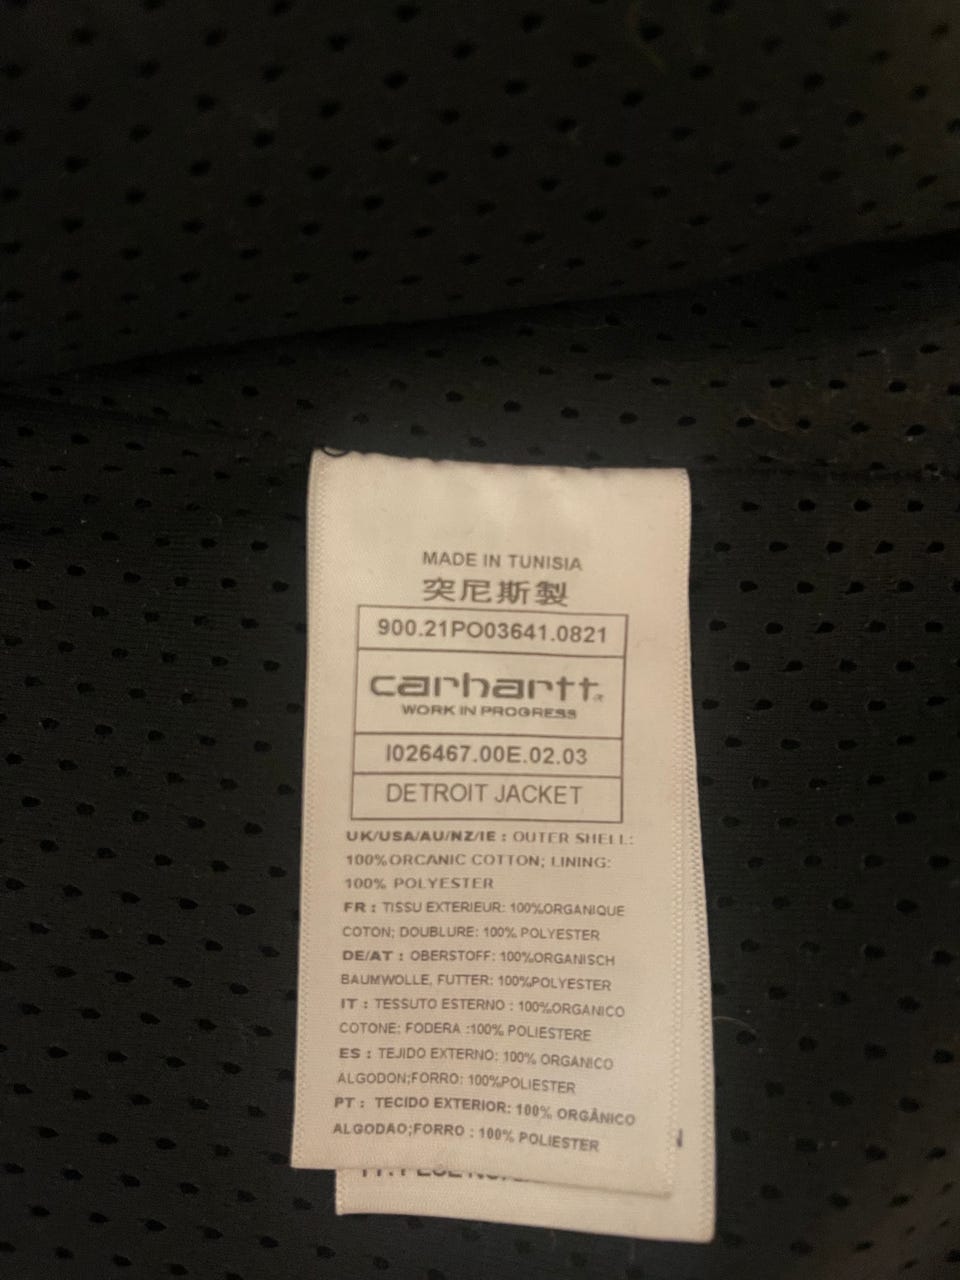 MADE IN TUNISIA
突尼斯製
900.21PO03641.0821
carhartt®
WORK IN PROGRESS
I026467.00E.02.03
DETROIT JACKET
UK/USA/AU/NZ/IE : OUTER SHELL:
100%ORGANIC COTTON; LINING:
100% POLYESTER
FR : TISSU EXTERIEUR: 100%ORGANIQUE
COTON; DOUBLURE: 100% POLYESTER
DE/AT : OBERSTOFF: 100%ORGANISCH
BAUMWOLLE, FUTTER: 100%POLYESTER
IT : TESSUTO ESTERNO : 100%ORGANICO
COTONE: FODERA :100% POLIESTERE
ES : TEJIDO EXTERNO: 100% ORGANICO
ALGODON;FORRO: 100%POLIESTER
PT : TECIDO EXTERIOR: 100% ORGÂNICO
ALGODAO;FORRO : 100% POLIESTER